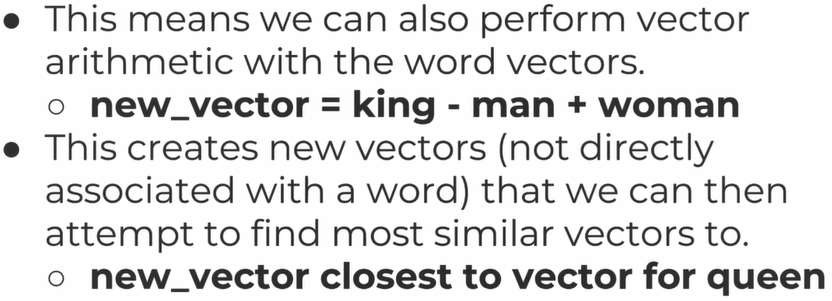 ● This means we can also perform vector
arithmetic with the word vectors.
○ new_vector = king - man + woman
● This creates new vectors (not directly
associated with a word) that we can then
attempt to find most similar vectors to.
○ new_vector closest to vector for queen